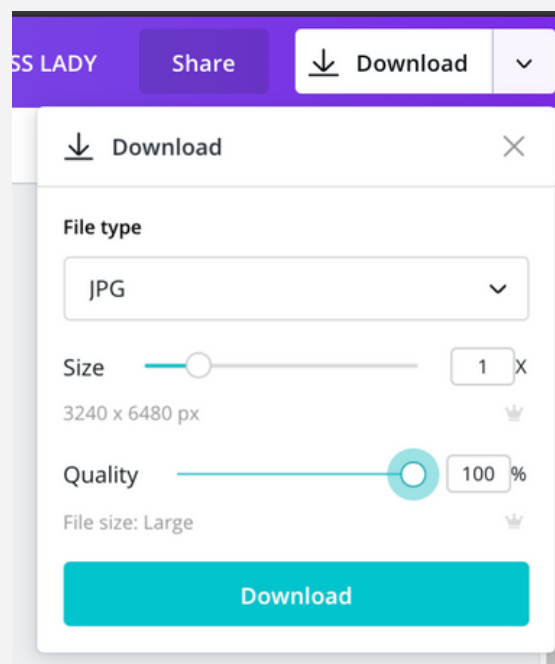 SS LADY Share Download
Download
File type
JPG
Size 1 X
3240 x 6480 px
Quality 100 %
File size: Large
Download